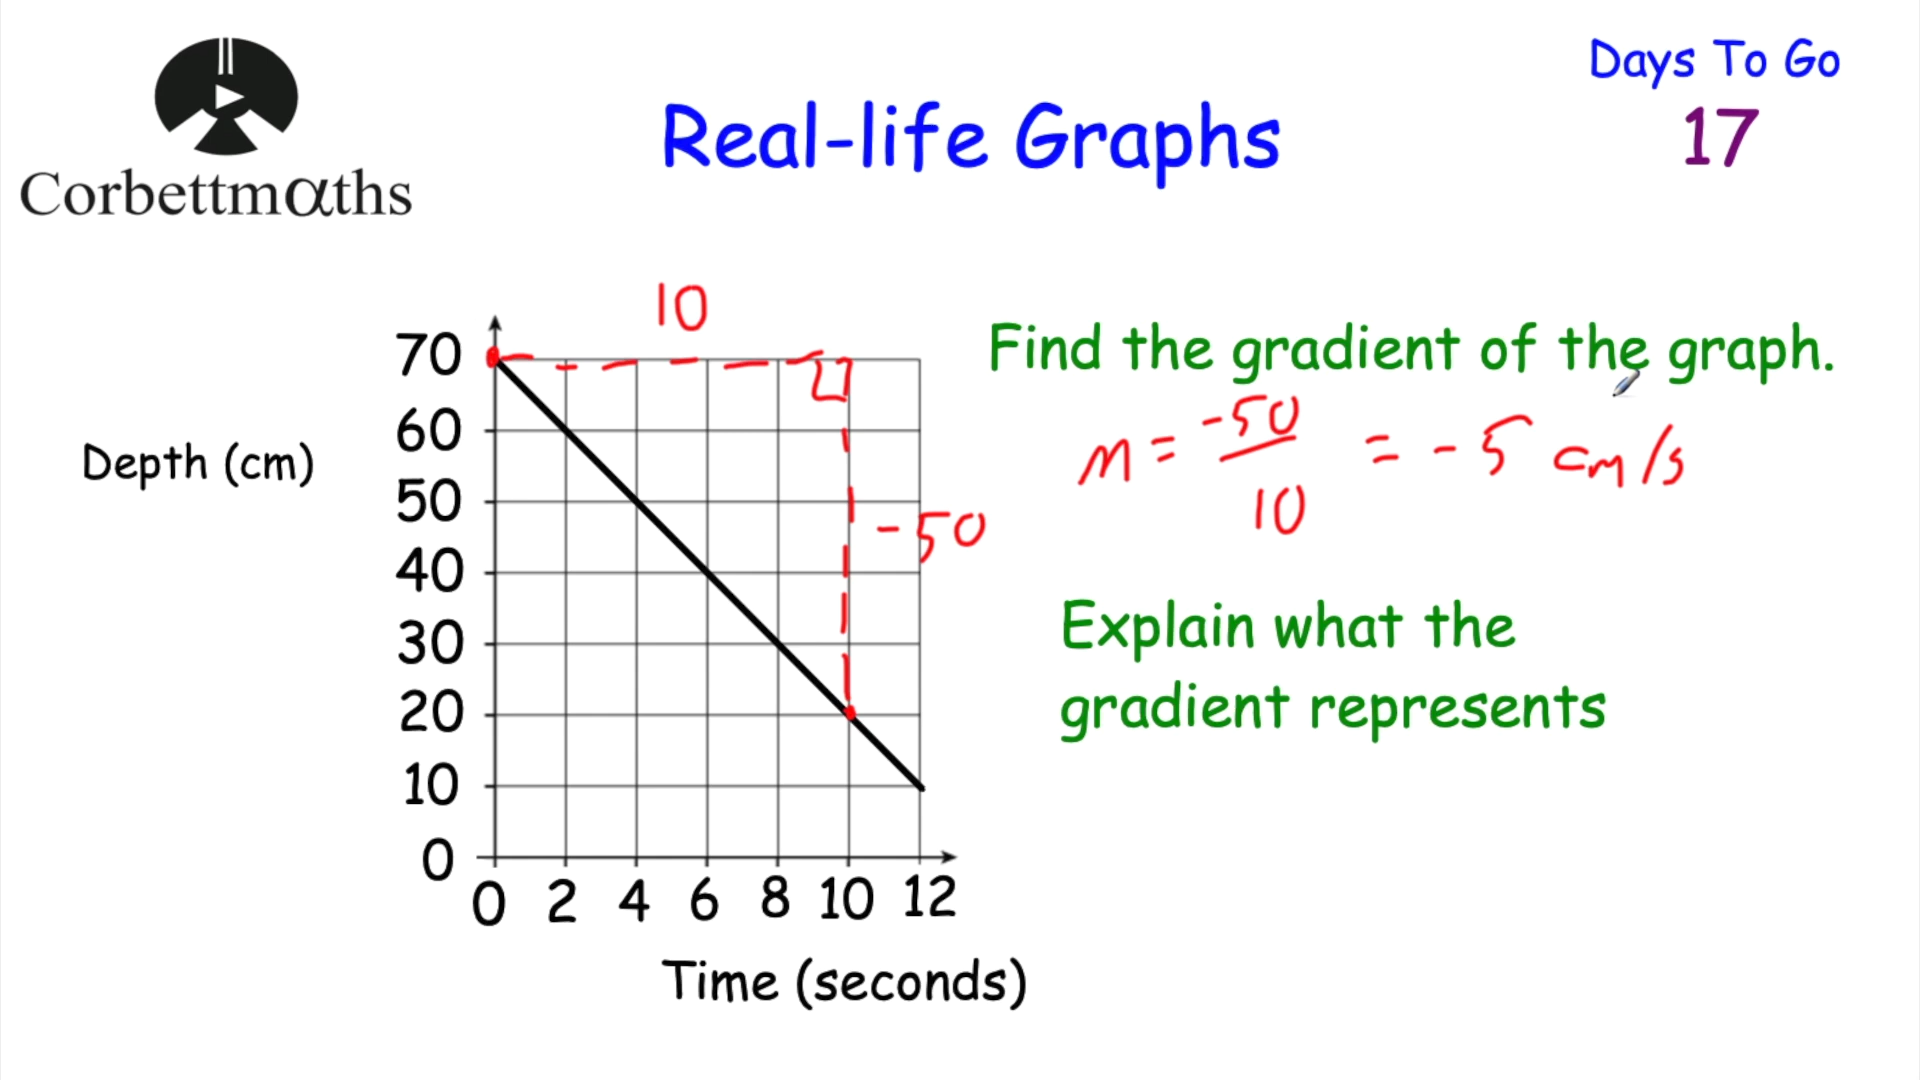 Days To Go
17
Real-life Graphs
Corbettmαths
10
Find the gradient of the graph.
m = -50/10 = -5 cm/s
Depth (cm)
70
60
50
40
30
20
10
0
-50
Explain what the
gradient represents
0 2 4 6 8 10 12
Time (seconds)